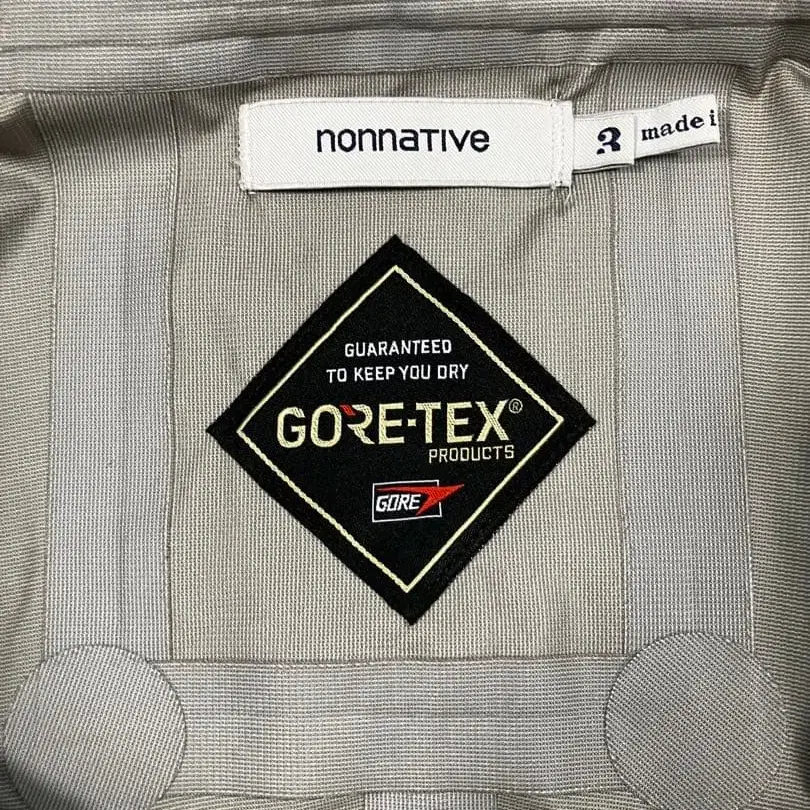 nonnative
3
made i
GUARANTEED
TO KEEP YOU DRY
GORE-TEX®
PRODUCTS
GORE